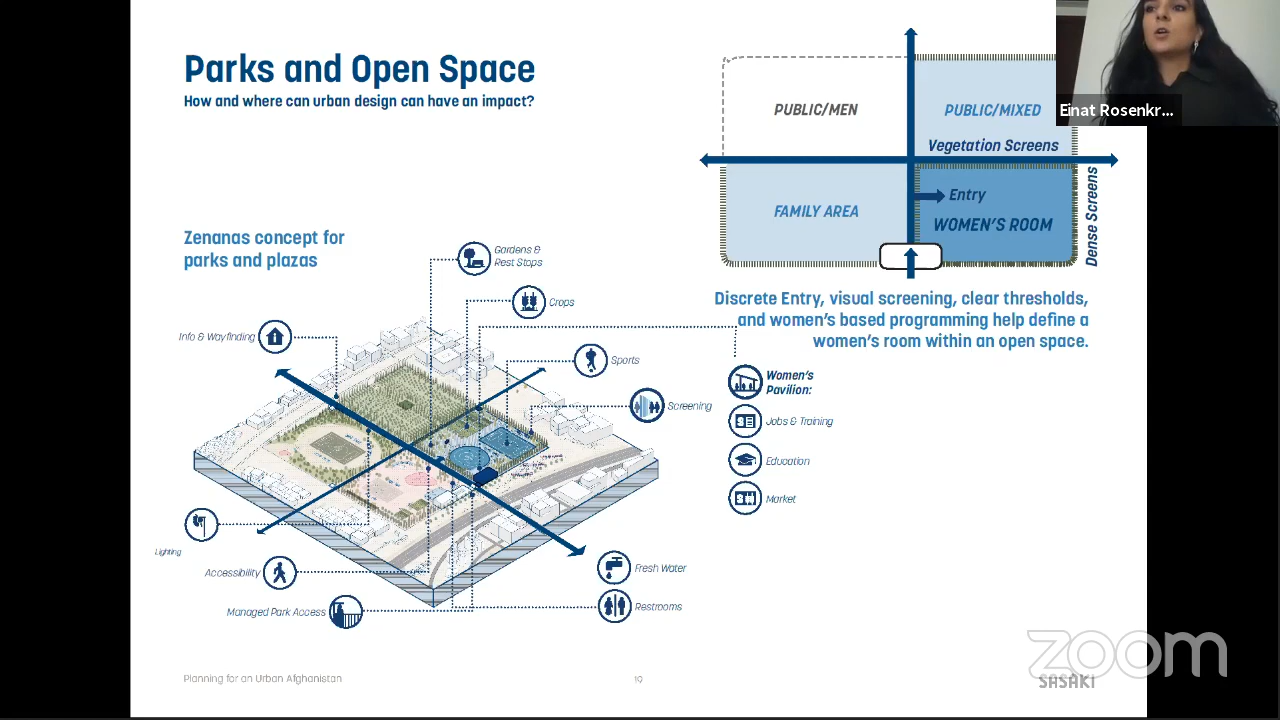 Parks and Open Space
How and where can urban design can have an impact?
PUBLIC/MEN
PUBLIC/MIXED
Einat Rosenkr...
Vegetation Screens
Entry
FAMILY AREA
WOMEN'S ROOM
Dense Screens
Zenanas concept for
parks and plazas
Discrete Entry, visual screening, clear thresholds,
and women's based programming help define a
women's room within an open space.
Gardens &
Rest Stops
Crops
Info & Wayfinding
Sports
Screening
Women's
Pavilion:
Jobs & Training
Education
Market
Lighting
Accessibility
Managed Park Access
Fresh Water
Restrooms
zoom
Planning for an Urban Afghanistan
19
SASAKI